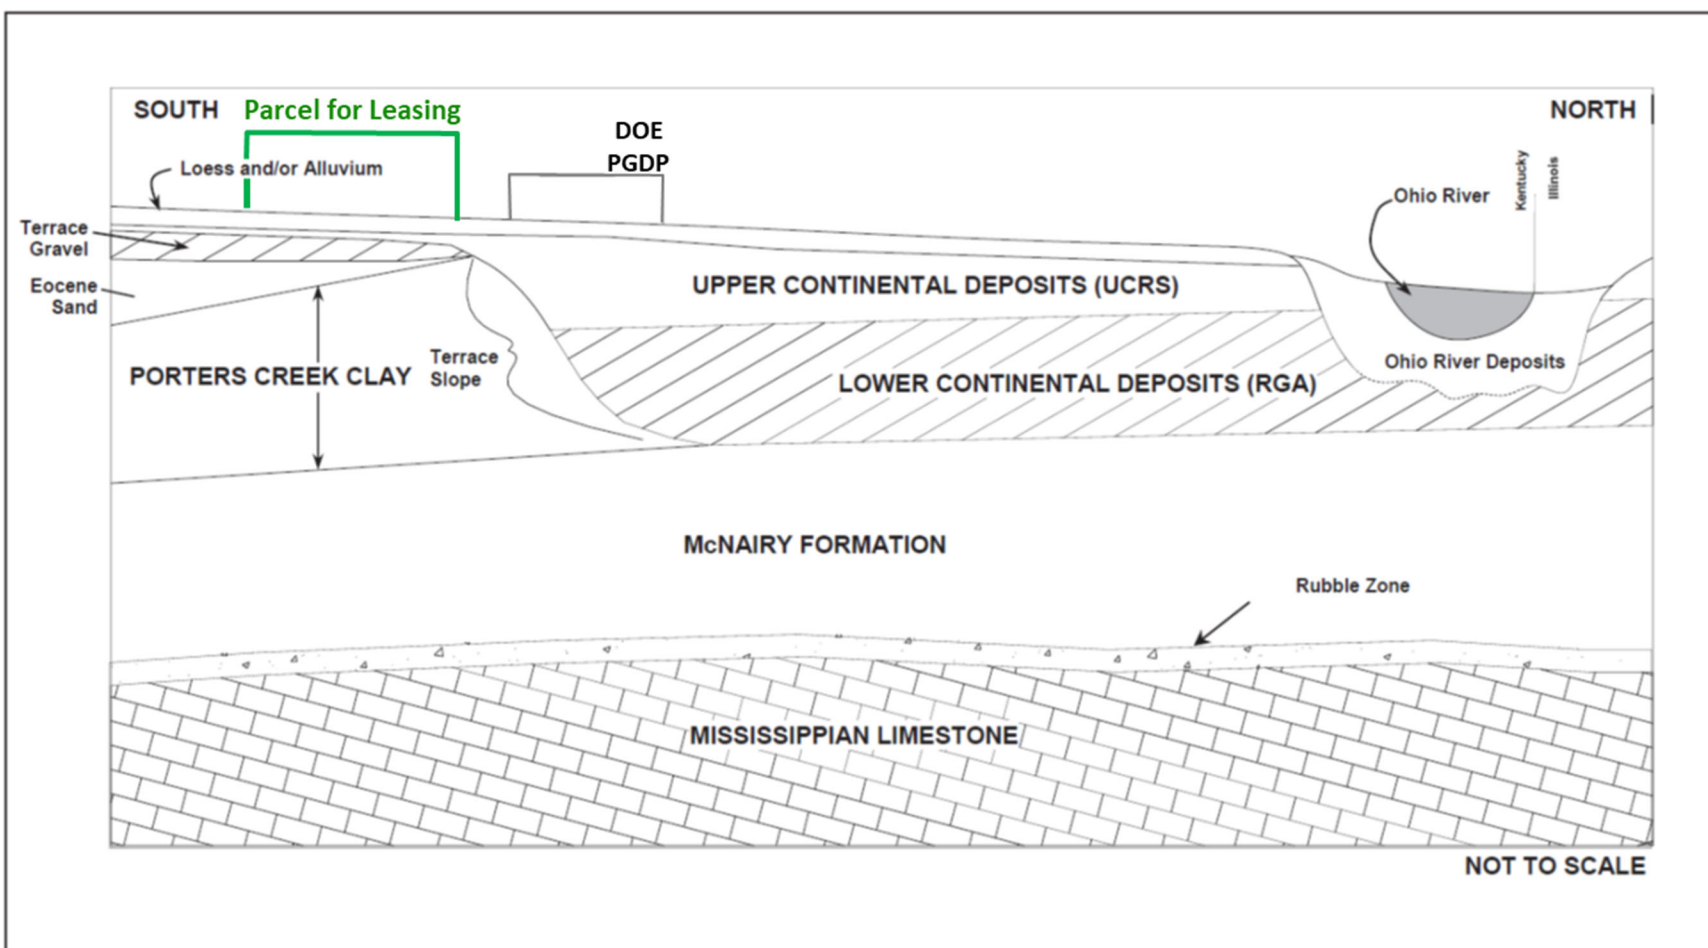 SOUTH
Parcel for Leasing
DOE
PGDP
NORTH
Loess and/or Alluvium
Kentucky
Illinois
Ohio River
Terrace
Gravel
Eocene
Sand
UPPER CONTINENTAL DEPOSITS (UCRS)
PORTERS CREEK CLAY
Terrace
Slope
LOWER CONTINENTAL DEPOSITS (RGA)
Ohio River Deposits
McNAIRY FORMATION
Rubble Zone
MISSISSIPPIAN LIMESTONE
NOT TO SCALE